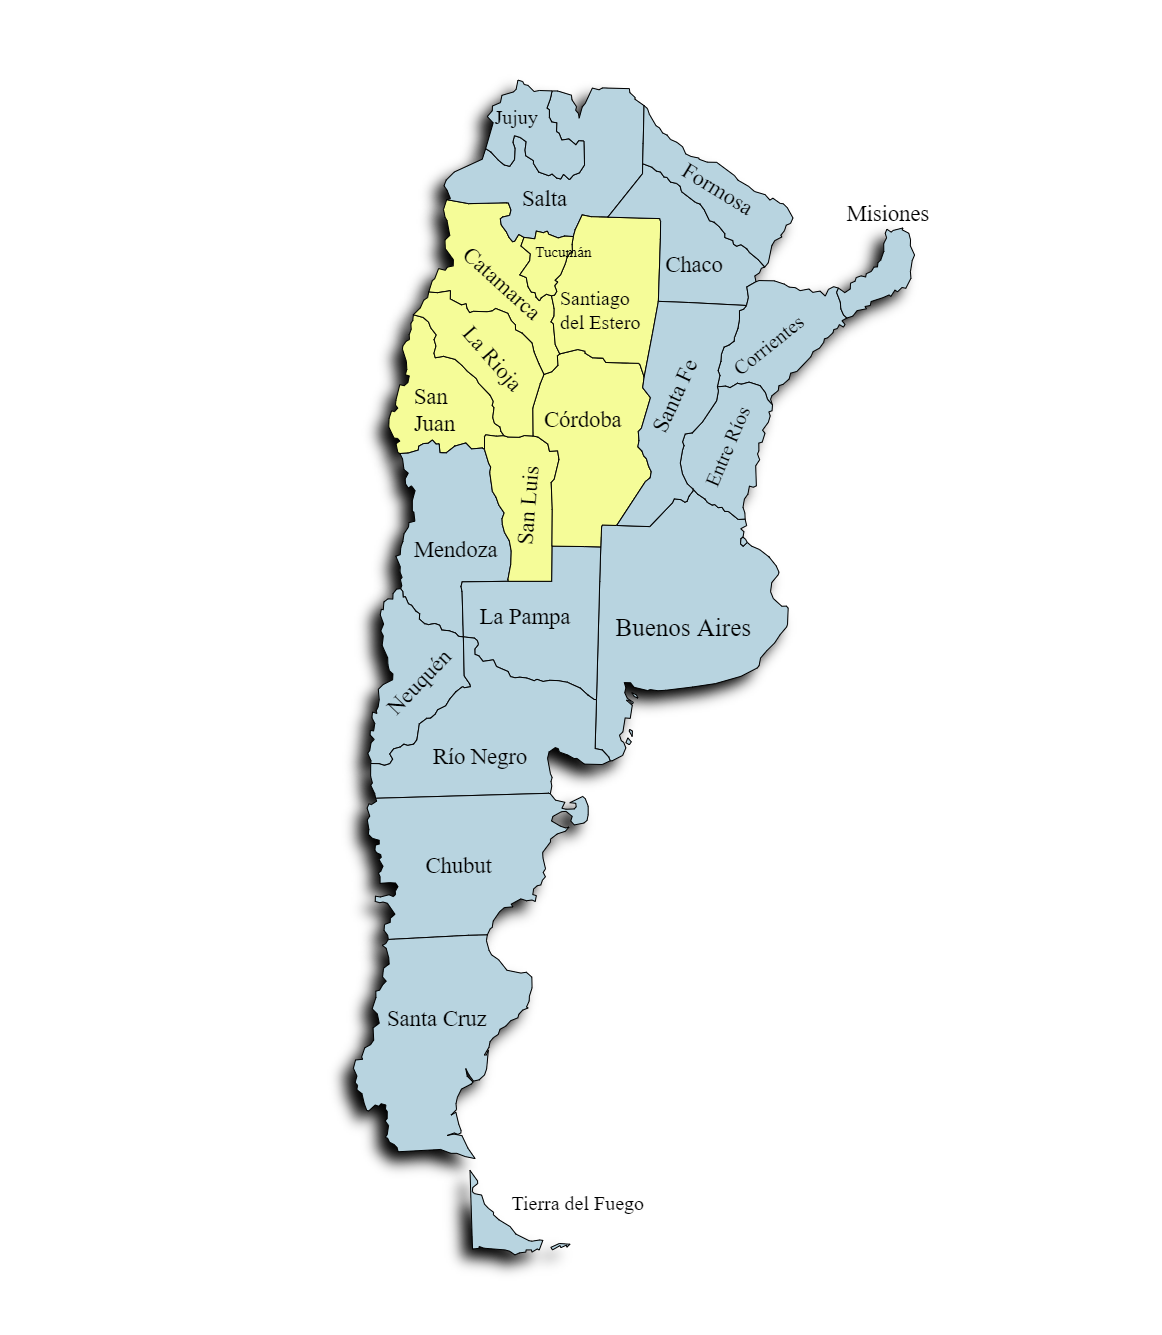 Jujuy
Formosa
Salta
Misiones
Tucumán
Catamarca
Chaco
Santiago
del Estero
Corrientes
La Rioja
Santa Fe
San
Juan
Córdoba
Entre Rios
San Luis
Mendoza
La Pampa
Buenos Aires
Neuquén
Río Negro
Chubut
Santa Cruz
Tierra del Fuego